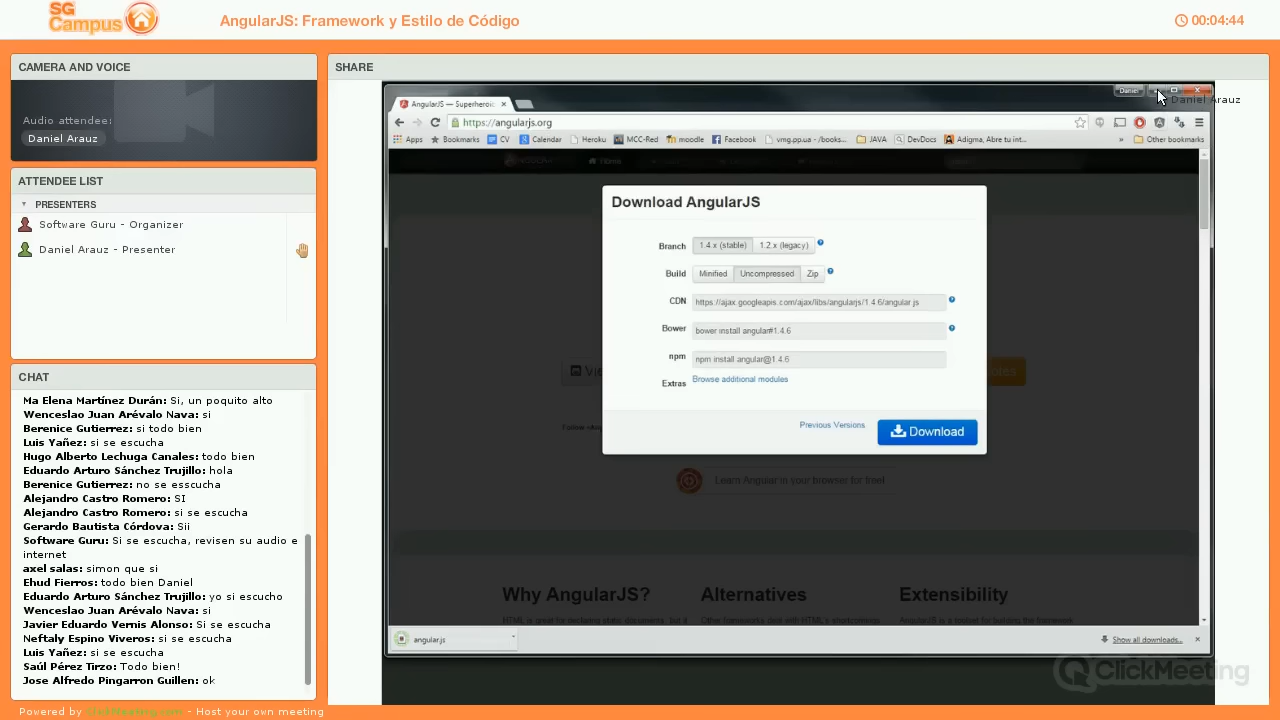 SG
Campus
AngularJS: Framework y Estilo de Código
00:04:44
CAMERA AND VOICE
Audio attendee:
Daniel Arauz
ATTENDEE LIST
PRESENTERS
Software Guru - Organizer
Daniel Arauz - Presenter
CHAT
Ma Elena Martínez Durán: Si, un poquito alto
Wenceslao Juan Arévalo Nava: si
Berenice Gutierrez: si todo bien
Luis Yañez: si se escucha
Hugo Alberto Lechuga Canales: todo bien
Eduardo Arturo Sánchez Trujillo: hola
Berenice Gutierrez: no se esscucha
Alejandro Castro Romero: SI
Alejandro Castro Romero: si se escucha
Gerardo Bautista Córdova: Sii
Software Guru: Si se escucha, revisen su audio e
internet
axel salas: simon que si
Ehud Fierros: todo bien Daniel
Eduardo Arturo Sánchez Trujillo: yo si escucho
Wenceslao Juan Arévalo Nava: si
Javier Eduardo Vernis Alonso: Si se escucha
Neftaly Espino Viveros: si se escucha
Luis Yañez: si se escucha
Saúl Pérez Tirzo: Todo bien!
Jose Alfredo Pingarron Guillen: ok
SHARE
AngularJS — Superheroic
Daniel
Daniel Arauz
https://angularjs.org
Apps Bookmarks CV Calendar Heroku MCC-Red moodle Facebook vmg.pp.ua - /books... JAVA DevDocs Adigma, Abre tu int... » Other bookmarks
Home
Download AngularJS
Branch 1.4.x (stable) 1.2.x (legacy)
Build Minified Uncompressed Zip
CDN https://ajax.googleapis.com/ajax/libs/angularjs/1.4.6/angular.js
Bower bower install angular#1.4.6
npm npm install angular@1.4.6
Extras Browse additional modules
Previous Versions
Download
Learn Angular in your browser for free!
Why AngularJS?
Alternatives
Extensibility
angular.js
Show all downloads...
ClickMeeting
Powered by ClickMeeting.com - Host your own meeting